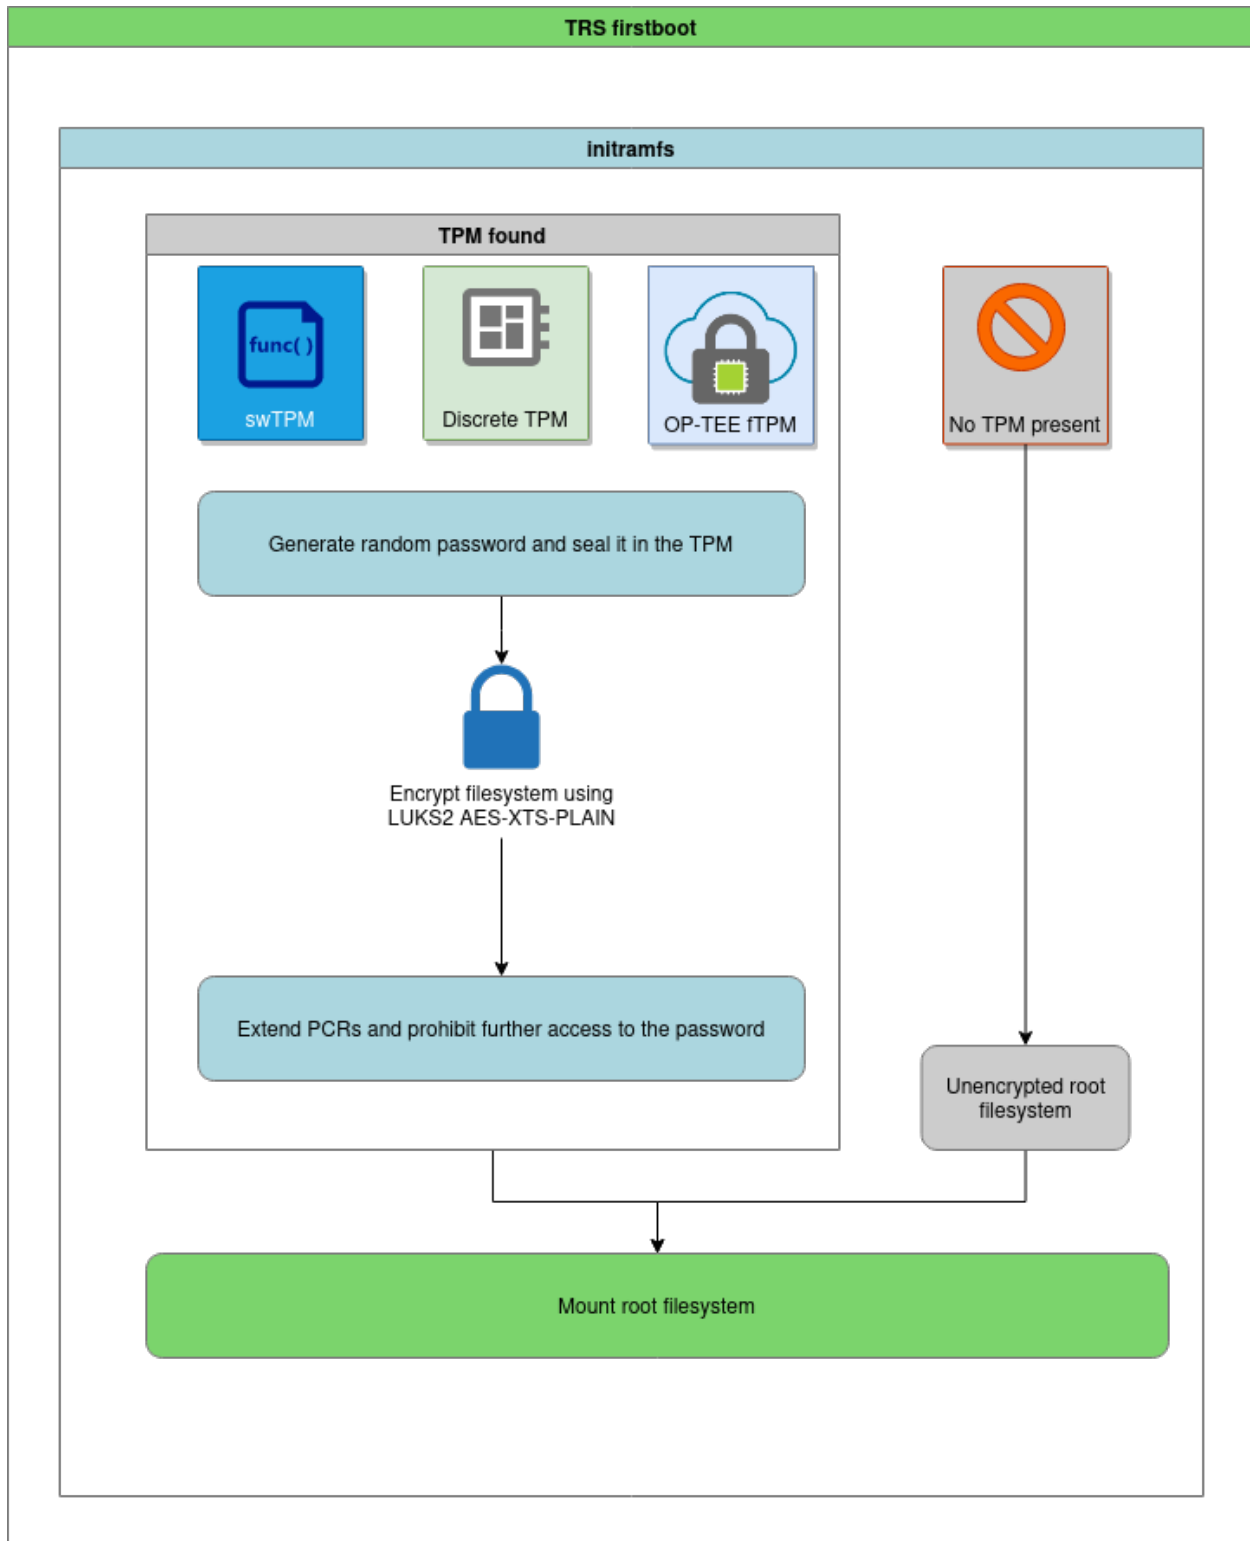 TRS firstboot
initramfs
TPM found
func( )
swTPM
Discrete TPM
OP-TEE fTPM
No TPM present
Generate random password and seal it in the TPM
Encrypt filesystem using
LUKS2 AES-XTS-PLAIN
Extend PCRs and prohibit further access to the password
Unencrypted root
filesystem
Mount root filesystem